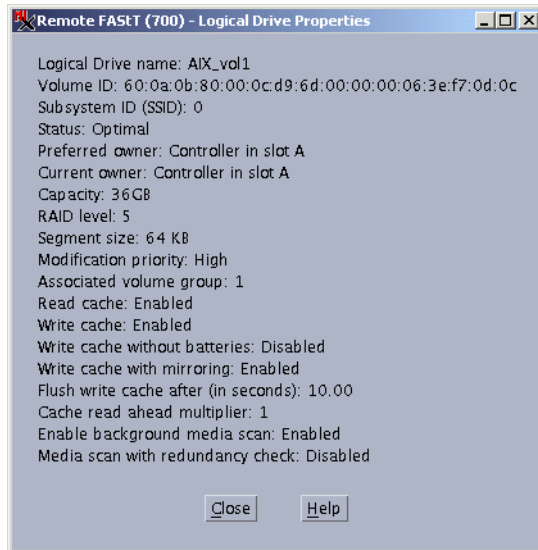 Remote FAStT (700) - Logical Drive Properties
Logical Drive name: AIX_vol1
Volume ID: 60:0a:0b:80:00:0c:d9:6d:00:00:00:06:3e:f7:0d:0c
Subsystem ID (SSID): 0
Status: Optimal
Preferred owner: Controller in slot A
Current owner: Controller in slot A
Capacity: 36GB
RAID level: 5
Segment size: 64 KB
Modification priority: High
Associated volume group: 1
Read cache: Enabled
Write cache: Enabled
Write cache without batteries: Disabled
Write cache with mirroring: Enabled
Flush write cache after (in seconds): 10.00
Cache read ahead multiplier: 1
Enable background media scan: Enabled
Media scan with redundancy check: Disabled
Close Help